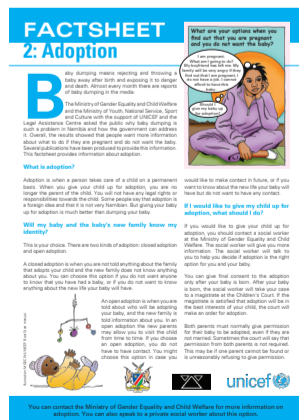 FACTSHEET
2: Adoption
What are your options when you
find out that you are pregnant
and you do not want the baby?
I am pregnant.
What am I going to do?
My boyfriend has left me. My
family will be very angry if they
find out that I am pregnant. I
do not have a job. I cannot
afford to have this
Should I
give my baby up
for adoption?
Baby dumping means rejecting and throwing a
baby away after birth and exposing it to danger
and death. Almost every month there are reports
of baby dumping in the media.
The Ministry of Gender Equality and Child Welfare
and the Ministry of Youth, National Service, Sport
and Culture with the support of UNICEF and the
Legal Assistance Centre asked the public why baby dumping is
such a problem in Namibia and how the government can address
it. Overall, the results showed that people want more information
about what to do if they are pregnant and do not want the baby.
Several publications have been produced to provide this information.
This factsheet provides information about adoption.
What is adoption?
Adoption is when a person takes care of a child on a permanent
basis. When you give your child up for adoption, you are no
longer the parent of the child. You will not have any legal rights or
responsibilities towards the child. Some people say that adoption is
a foreign idea and that it is not very Namibian. But giving your baby
up for adoption is much better than dumping your baby.
Will my baby and the baby's new family know my
identity?
This is your choice. There are two kinds of adoption: closed adoption
and open adoption.
A closed adoption is when you are not told anything about the family
that adopts your child and the new family does not know anything
about you. You can choose this option if you do not want anyone
to know that you have had a baby, or if you do not want to know
anything about the new life your baby will have.
An open adoption is when you are
told about who will be adopting
your baby, and the new family is
told information about you. In an
open adoption the new parents
may allow you to visit the child
from time to time. If you choose
an open adoption, you do not
have to have contact. You might
choose this option in case you
would like to make contact in future, or if you
want to know about the new life your baby will
have but do not want to have any contact.
If I would like to give my child up for
adoption, what should I do?
If you would like to give your child up for
adoption, you should contact a social worker
at the Ministry of Gender Equality and Child
Welfare. The social worker will give you more
information. The social worker will talk to
you to help you decide if adoption is the right
option for you and your baby.
You can give final consent to the adoption
only after your baby is born. After your baby
is born, the social worker will take your case
to a magistrate at the Children's Court. If the
magistrate is satisfied that adoption will be in
the best interests of your child, the court will
make an order for adoption.
Both parents must normally give permission
for their baby to be adopted, even if they are
not married. Sometimes the court will say that
permission from both parents is not required.
This may be if one parent cannot be found or
is unreasonably refusing to give permission.
unicef
You can contact the Ministry of Gender Equality and Child Welfare for more information on
adoption. You can also speak to a private social worker about this option.